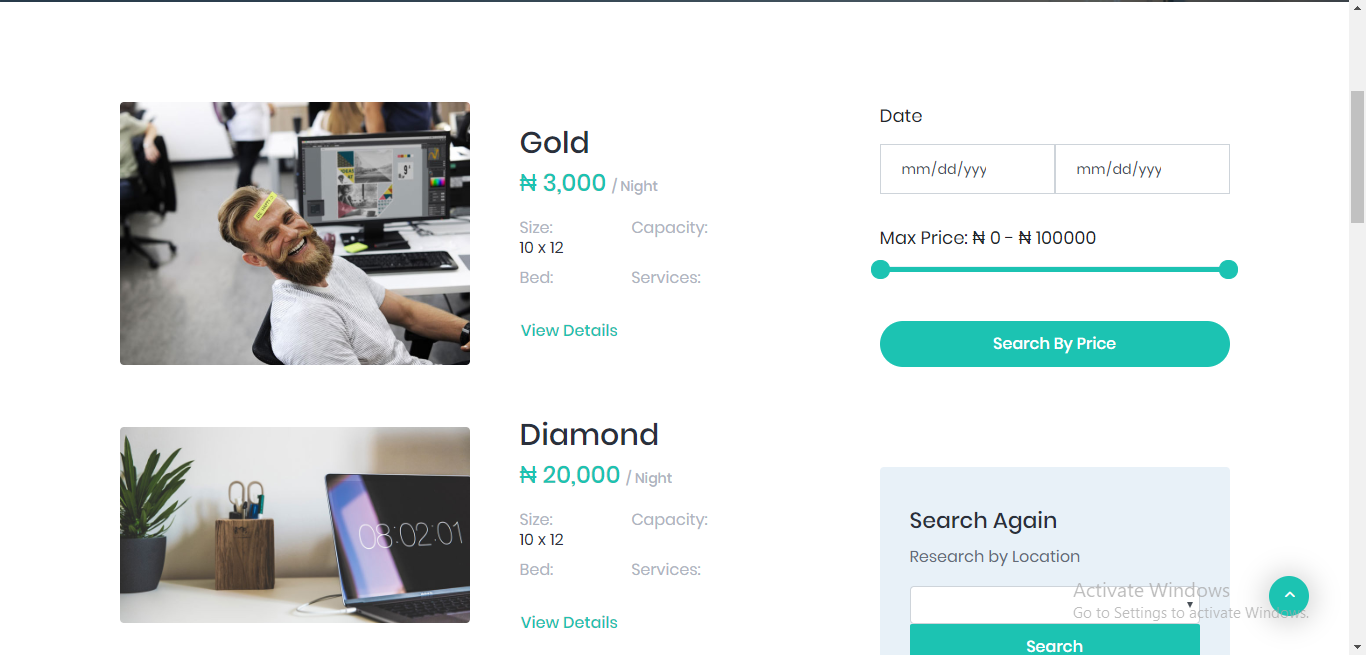 Gold
₦ 3,000 / Night
Size: Capacity:
10 x 12
Bed: Services:
View Details
Diamond
₦ 20,000 / Night
Size: Capacity:
10 x 12
Bed: Services:
View Details
08:02:01
Date
mm/dd/yyy mm/dd/yyy
Max Price: ₦ 0 - ₦ 100000
Search By Price
Search Again
Research by Location
Search
Activate Windows
Go to Settings to activate Windows.